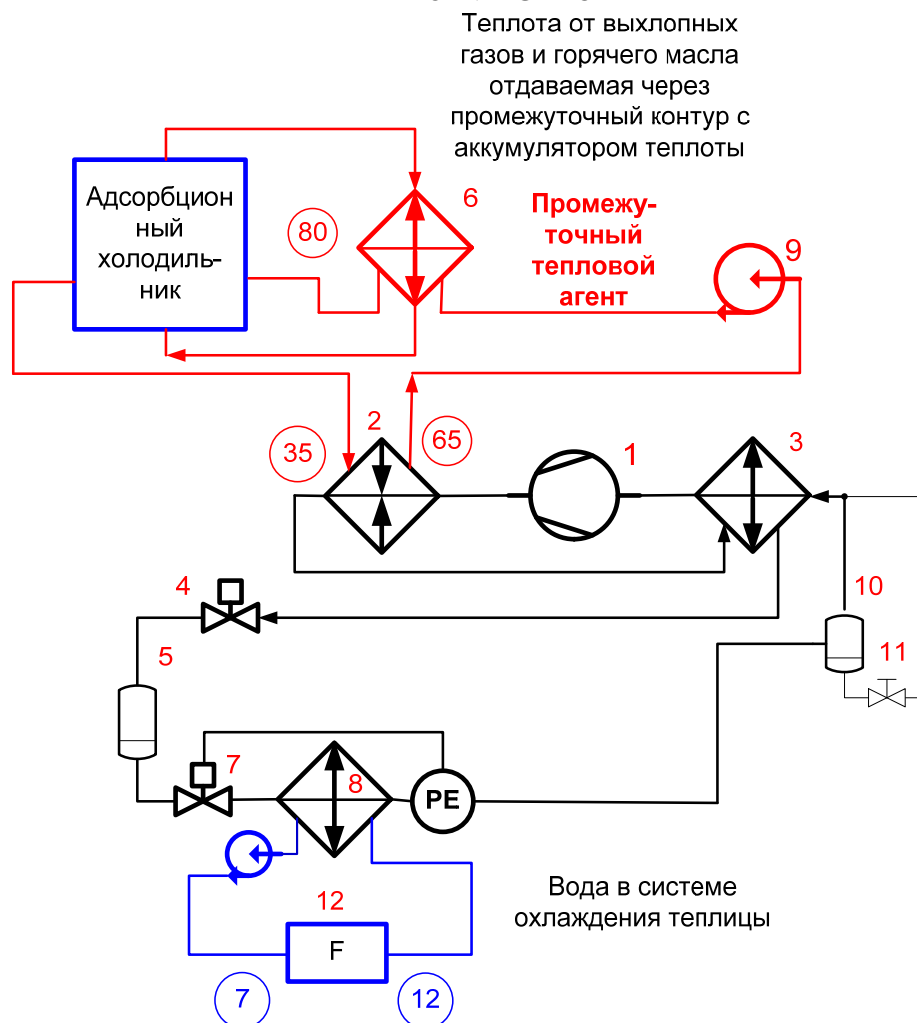 Теплота от выхлопных
газов и горячего масла
отдаваемая через
промежуточный контур с
аккумулятором теплоты
Адсорбцион
ный
холодиль-
ник
80
6
Промежу-
точный
тепловой
агент
9
35
2
65
1
3
4
10
5
11
7
8
PE
12
F
Вода в системе
охлаждения теплицы
7
12